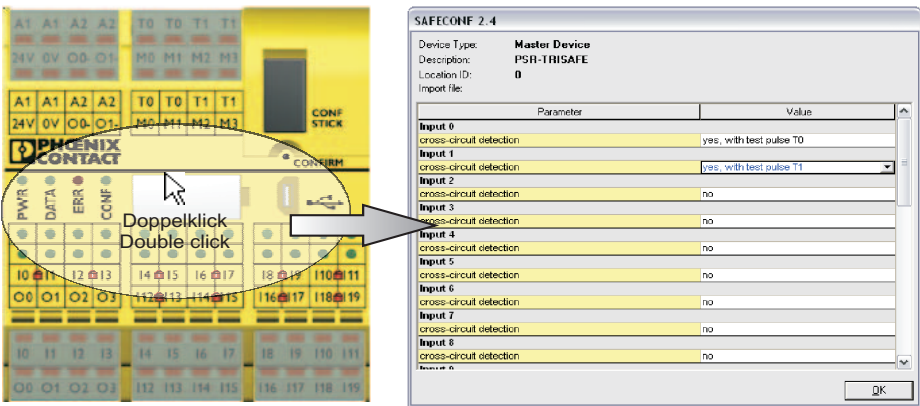 A1 A1 A2 A2 T0 T0 T1 T1
24V 0V O0- O1- M0 M1 M2 M3
A1 A1 A2 A2 T0 T0 T1 T1
24V 0V O0- O1- M0 M1 M2 M3
CONF
STICK
PHŒNIX
CONTACT
CONFIRM
PWR
DATA
ERR
CONF
Doppelklick
Double click
I0 I1 I2 I3 I4 I5 I6 I7 I8 I9 I10 I11
O0 O1 O2 O3 I12 I13 I14 I15 I16 I17 I18 I19
I0 I1 I2 I3 I4 I5 I6 I7 I8 I9 I10 I11
O0 O1 O2 O3 I12 I13 I14 I15 I16 I17 I18 I19
SAFECONF 2.4
Device Type: Master Device
Description: PSR-TRISAFE
Location ID: 0
Import file:
Parameter Value
Input 0
cross-circuit detection yes, with test pulse T0
Input 1
cross-circuit detection yes, with test pulse T1
Input 2
cross-circuit detection no
Input 3
cross-circuit detection no
Input 4
cross-circuit detection no
Input 5
cross-circuit detection no
Input 6
cross-circuit detection no
Input 7
cross-circuit detection no
Input 8
cross-circuit detection no
Input 9
OK